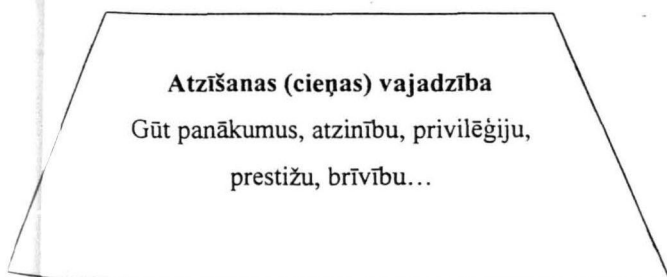 Atzīšanas (cieņas) vajadzība
Gūt panākumus, atzinību, privilēģiju,
prestižu, brīvību…